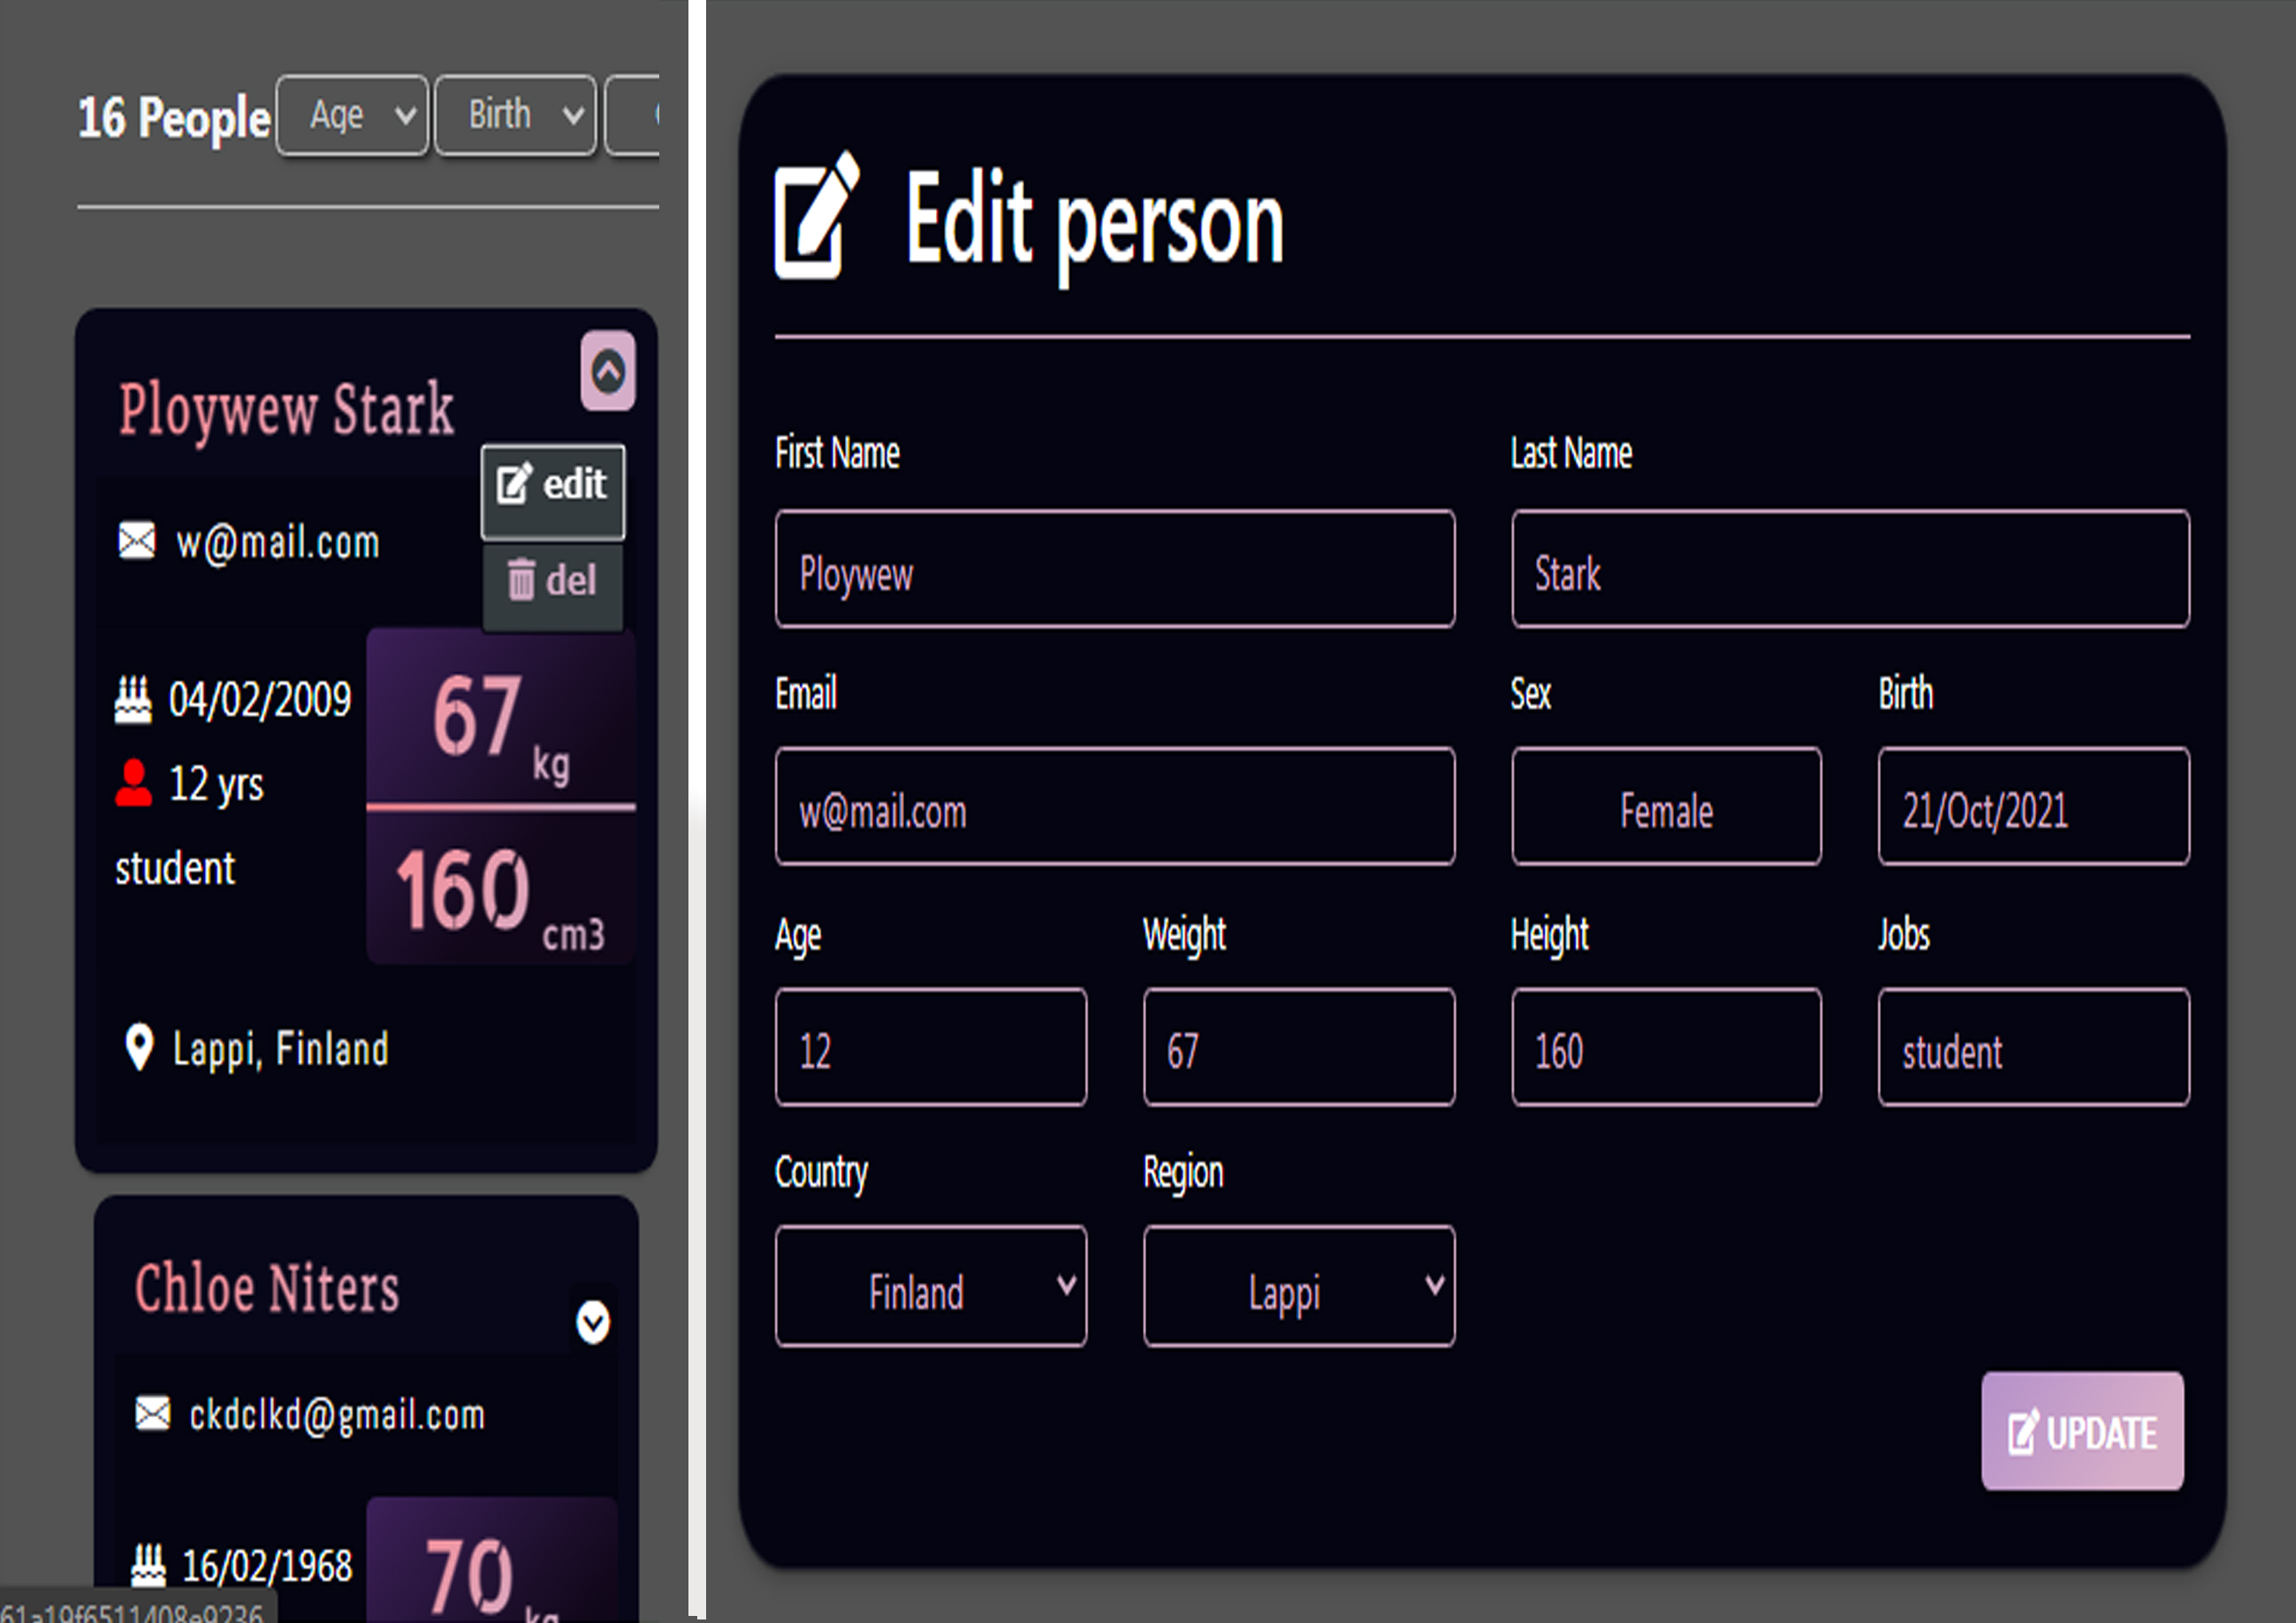 16 People Age Birth
Ploywew Stark
edit
w@mail.com
del
04/02/2009
67 kg
12 yrs
student
160 cm3
Lappi, Finland
Chloe Niters
ckdclkd@gmail.com
16/02/1968
70 kg
61a19f6511408e9236
Edit person
First Name Last Name
Ploywew Stark
Email Sex Birth
w@mail.com Female 21/Oct/2021
Age Weight Height Jobs
12 67 160 student
Country Region
Finland Lappi
UPDATE